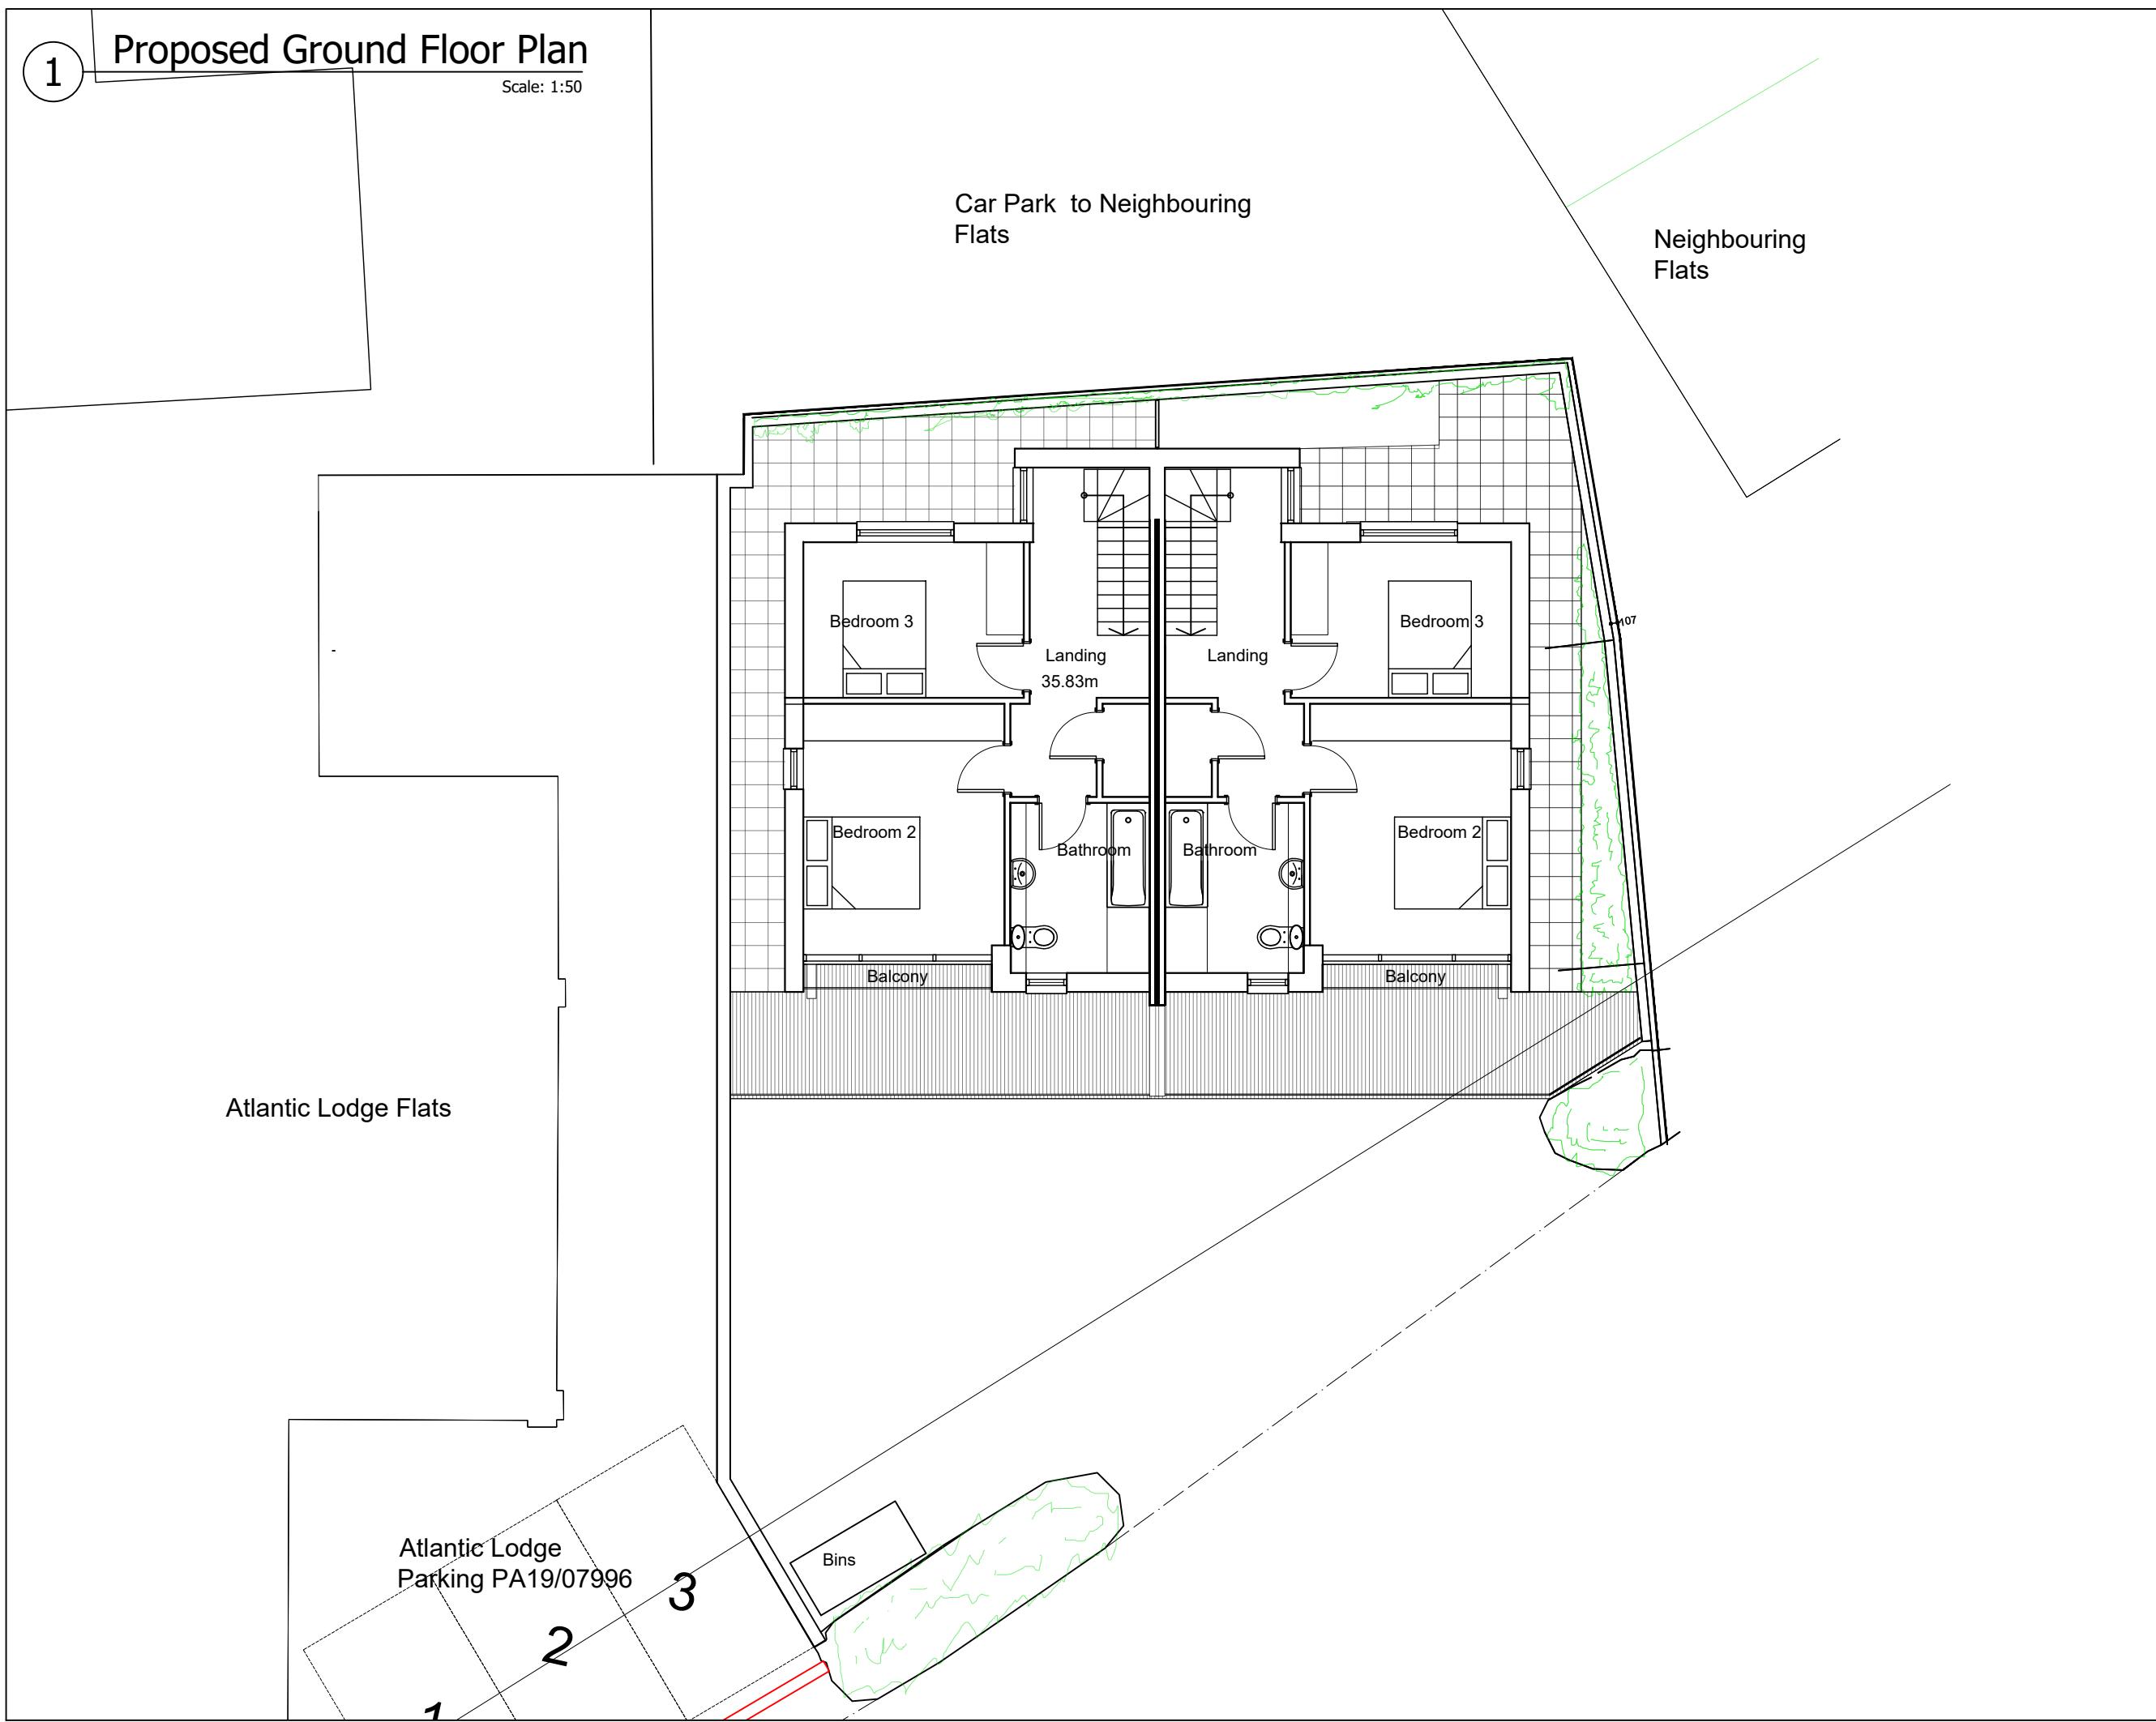 1
Proposed Ground Floor Plan
Scale: 1:50
Car Park to Neighbouring
Flats
Neighbouring
Flats
Bedroom 3
Bedroom 3
Landing
Landing
35.83m
Bedroom 2
Bedroom 2
Bathroom
Bathroom
Balcony
Balcony
Atlantic Lodge Flats
Atlantic Lodge
Parking PA19/07996
Bins
3
2
1